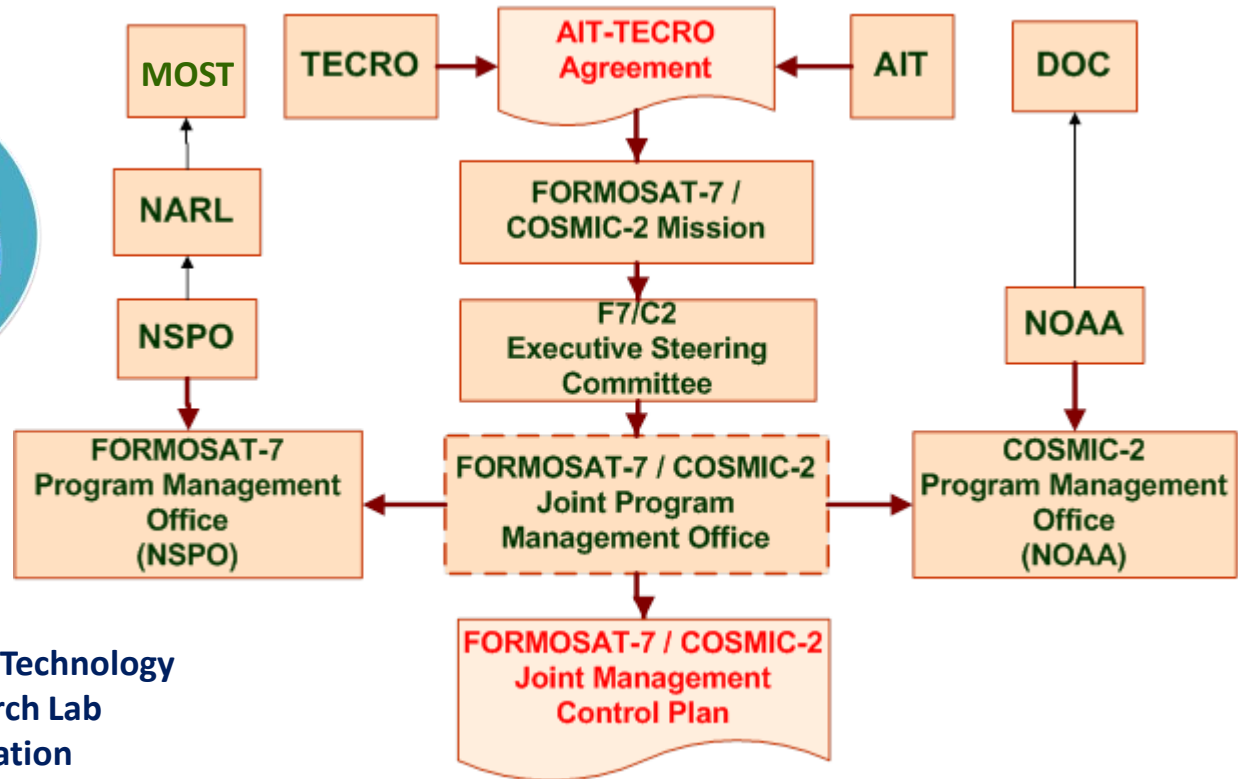 MOST
TECRO
AIT-TECRO
Agreement
AIT
DOC
NARL
FORMOSAT-7 /
COSMIC-2 Mission
NSPO
F7/C2
Executive Steering
Committee
NOAA
FORMOSAT-7
Program Management
Office
(NSPO)
FORMOSAT-7 / COSMIC-2
Joint Program
Management Office
COSMIC-2
Program Management
Office
(NOAA)
FORMOSAT-7 / COSMIC-2
Joint Management
Control Plan
Technology
Lab